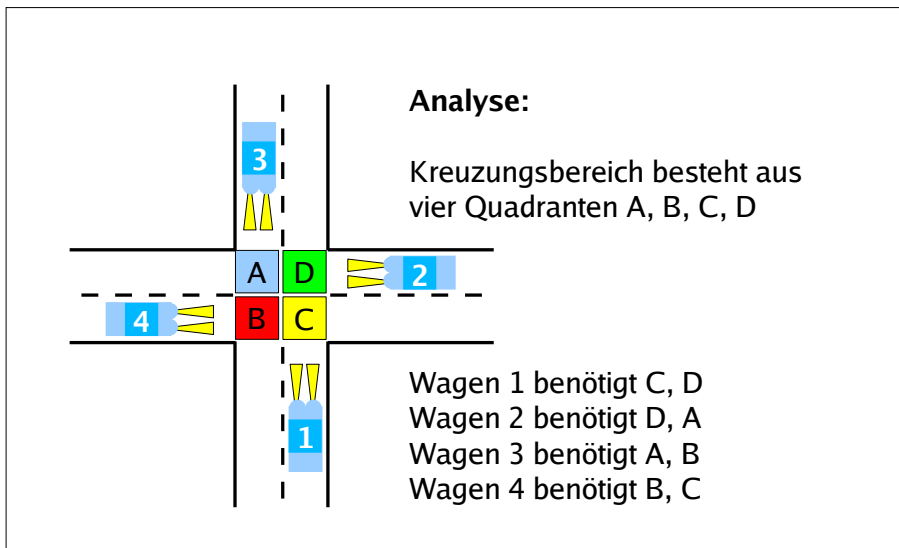 Analyse:
Kreuzungsbereich besteht aus
vier Quadranten A, B, C, D
3
A
D
2
4
B
C
1
Wagen 1 benötigt C, D
Wagen 2 benötigt D, A
Wagen 3 benötigt A, B
Wagen 4 benötigt B, C